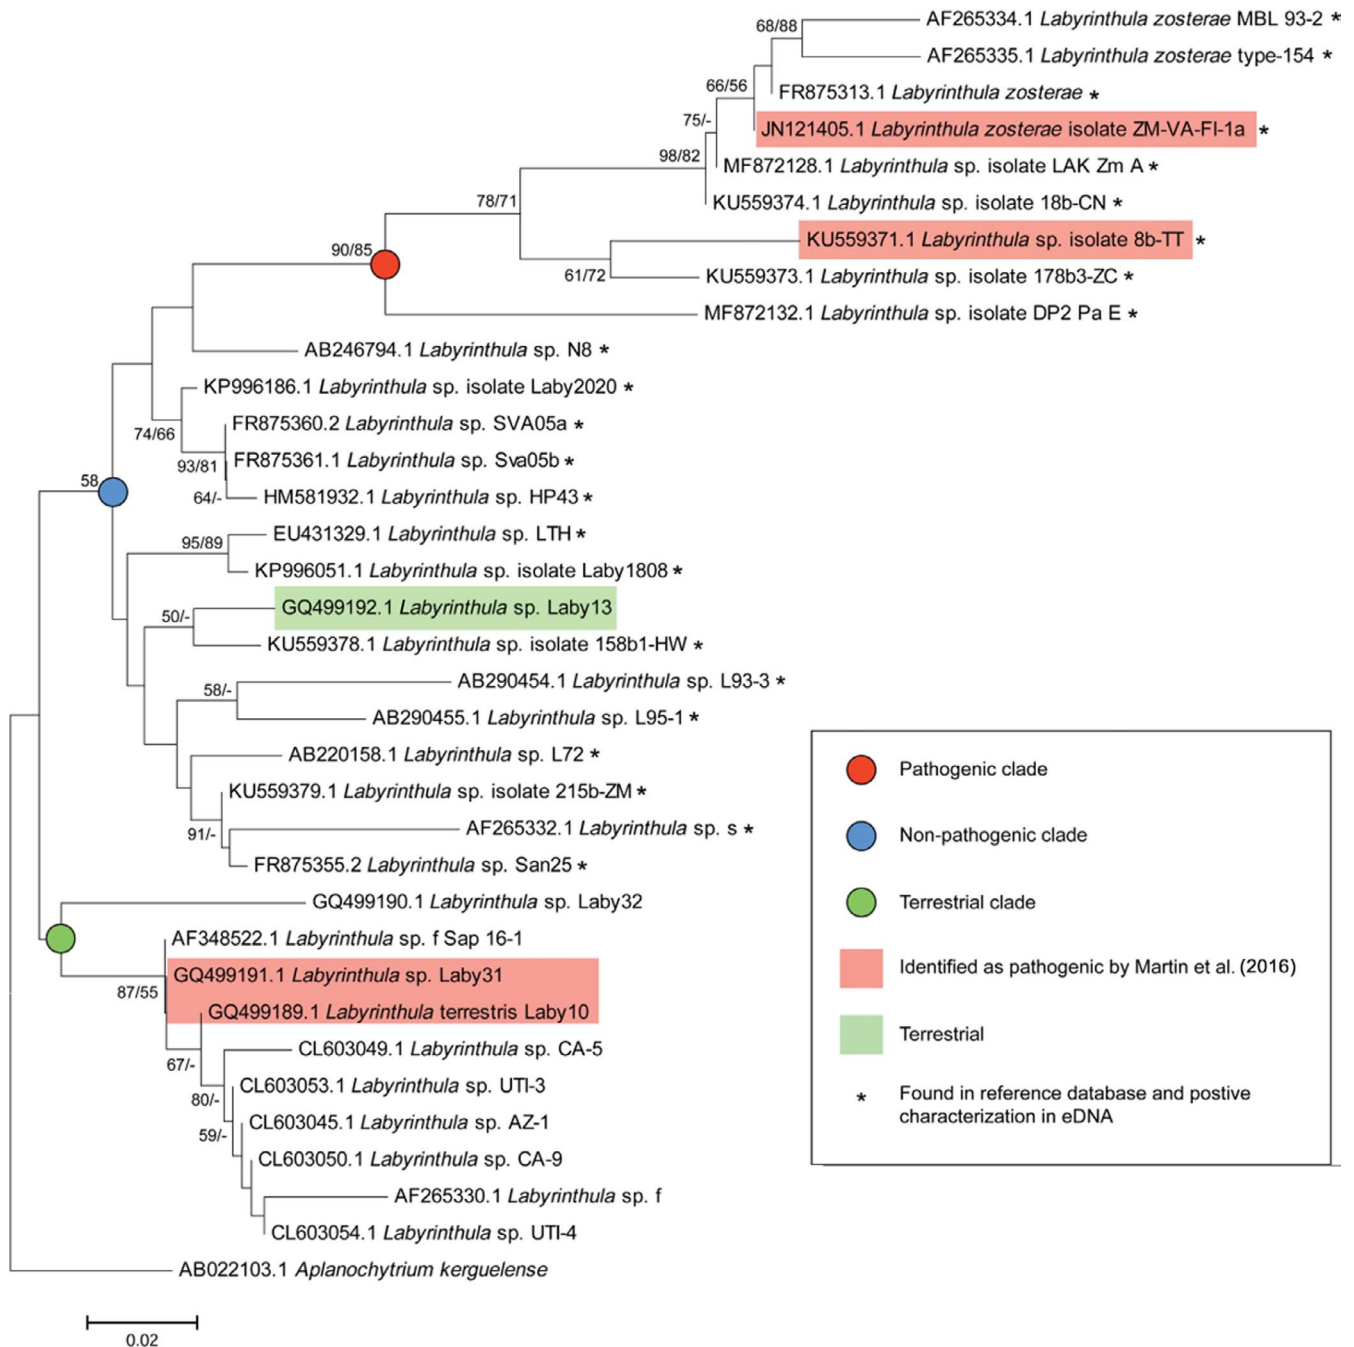 68/88
AF265334.1 Labyrinthula zosterae MBL 93-2 *
AF265335.1 Labyrinthula zosterae type-154 *
66/56
FR875313.1 Labyrinthula zosterae *
75/-
JN121405.1 Labyrinthula zosterae isolate ZM-VA-FI-1a *
98/82
MF872128.1 Labyrinthula sp. isolate LAK Zm A *
78/71
KU559374.1 Labyrinthula sp. isolate 18b-CN *
90/85
KU559371.1 Labyrinthula sp. isolate 8b-TT *
61/72
KU559373.1 Labyrinthula sp. isolate 178b3-ZC *
MF872132.1 Labyrinthula sp. isolate DP2 Pa E *
AB246794.1 Labyrinthula sp. N8 *
KP996186.1 Labyrinthula sp. isolate Laby2020 *
74/66
FR875360.2 Labyrinthula sp. SVA05a *
93/81
FR875361.1 Labyrinthula sp. Sva05b *
58
64/-
HM581932.1 Labyrinthula sp. HP43 *
EU431329.1 Labyrinthula sp. LTH *
95/89
KP996051.1 Labyrinthula sp. isolate Laby1808 *
GQ499192.1 Labyrinthula sp. Laby13
50/-
KU559378.1 Labyrinthula sp. isolate 158b1-HW *
AB290454.1 Labyrinthula sp. L93-3 *
58/-
AB290455.1 Labyrinthula sp. L95-1 *
AB220158.1 Labyrinthula sp. L72 *
KU559379.1 Labyrinthula sp. isolate 215b-ZM *
91/-
AF265332.1 Labyrinthula sp. s *
FR875355.2 Labyrinthula sp. San25 *
GQ499190.1 Labyrinthula sp. Laby32
AF348522.1 Labyrinthula sp. f Sap 16-1
GQ499191.1 Labyrinthula sp. Laby31
87/55
GQ499189.1 Labyrinthula terrestris Laby10
CL603049.1 Labyrinthula sp. CA-5
67/-
CL603053.1 Labyrinthula sp. UTI-3
80/-
CL603045.1 Labyrinthula sp. AZ-1
59/-
CL603050.1 Labyrinthula sp. CA-9
AF265330.1 Labyrinthula sp. f
CL603054.1 Labyrinthula sp. UTI-4
AB022103.1 Aplanochytrium kerguelense
0.02
Pathogenic clade
Non-pathogenic clade
Terrestrial clade
Identified as pathogenic by Martin et al. (2016)
Terrestrial
* Found in reference database and postive
characterization in eDNA